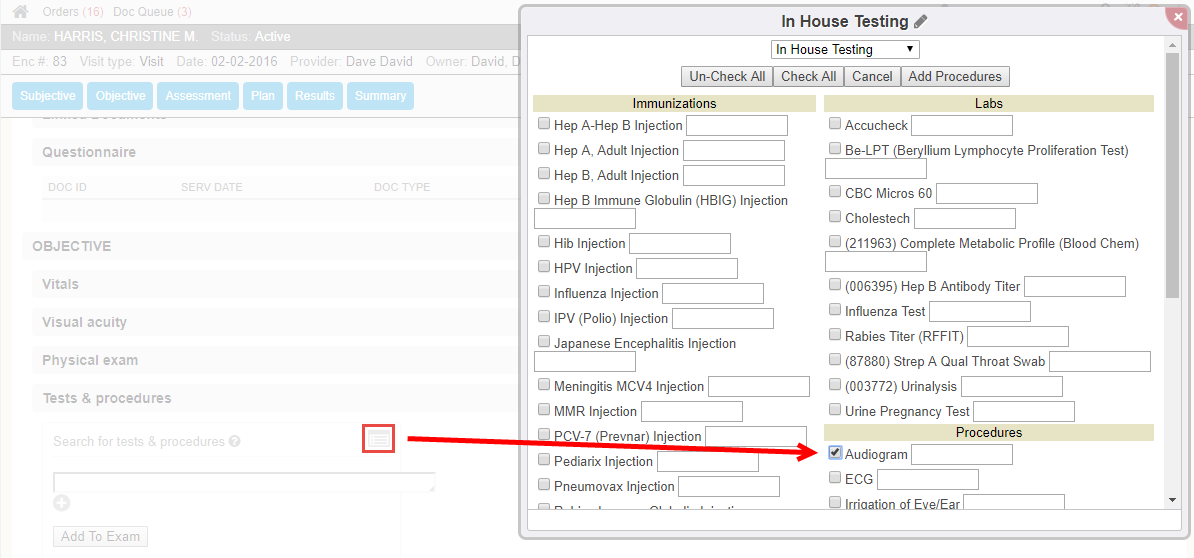 Orders (16) Doc Queue (3)
Name: HARRIS, CHRISTINE M. Status: Active
Enc #: 83 Visit type: Visit Date: 02-02-2016 Provider: Dave David Owner: David, D
Subjective Objective Assessment Plan Results Summary
Linked Documents
Questionnaire
DOC ID SERV DATE DOC TYPE
OBJECTIVE
Vitals
Visual acuity
Physical exam
Tests & procedures
Search for tests & procedures
Add To Exam
In House Testing
In House Testing
Un-Check All Check All Cancel Add Procedures
Immunizations
Hep A-Hep B Injection
Hep A, Adult Injection
Hep B, Adult Injection
Hep B Immune Globulin (HBIG) Injection
Hib Injection
HPV Injection
Influenza Injection
IPV (Polio) Injection
Japanese Encephalitis Injection
Meningitis MCV4 Injection
MMR Injection
PCV-7 (Prevnar) Injection
Pediarix Injection
Pneumovax Injection
Labs
Accucheck
Be-LPT (Beryllium Lymphocyte Proliferation Test)
CBC Micros 60
Cholestech
(211963) Complete Metabolic Profile (Blood Chem)
(006395) Hep B Antibody Titer
Influenza Test
Rabies Titer (RFFIT)
(87880) Strep A Qual Throat Swab
(003772) Urinalysis
Urine Pregnancy Test
Procedures
Audiogram
ECG
Irrigation of Eye/Ear